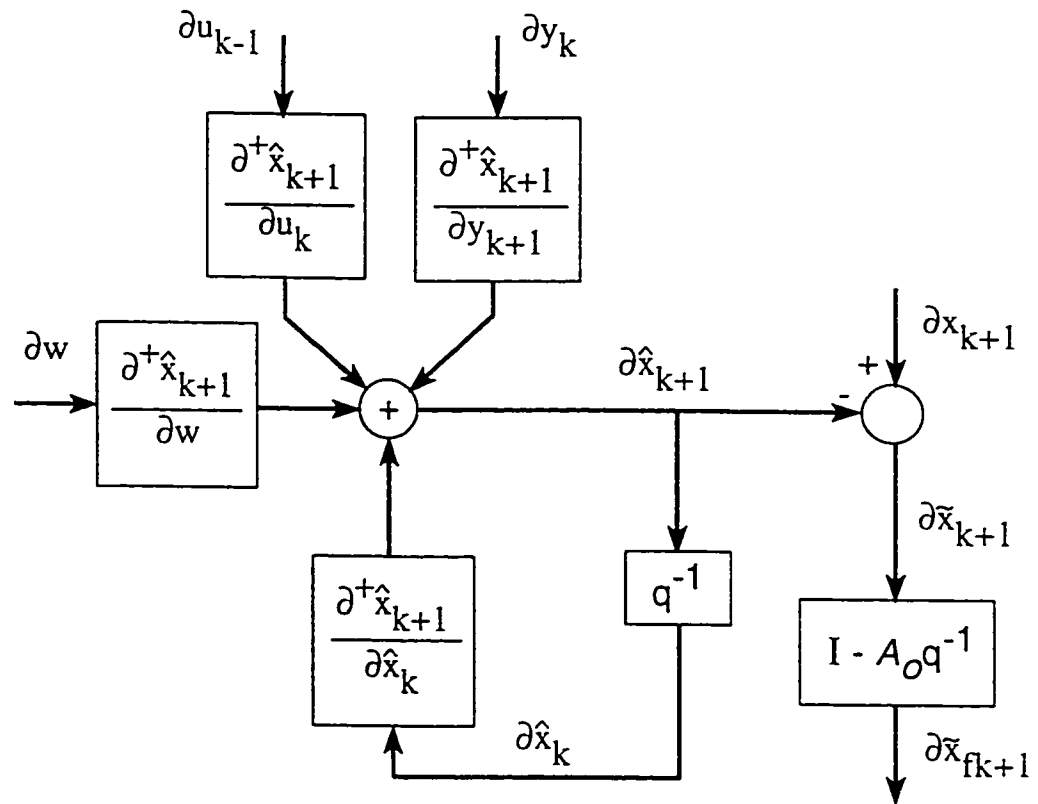 ∂u_{k-1}
∂y_k
∂⁺x̂_{k+1}
∂u_k
∂⁺x̂_{k+1}
∂y_{k+1}
∂w
∂⁺x̂_{k+1}
∂w
+
∂x̂_{k+1}
∂x_{k+1}
+
-
∂x̃_{k+1}
∂⁺x̂_{k+1}
∂x̂_k
q⁻¹
I - A_O q⁻¹
∂x̂_k
∂x̃_{fk+1}